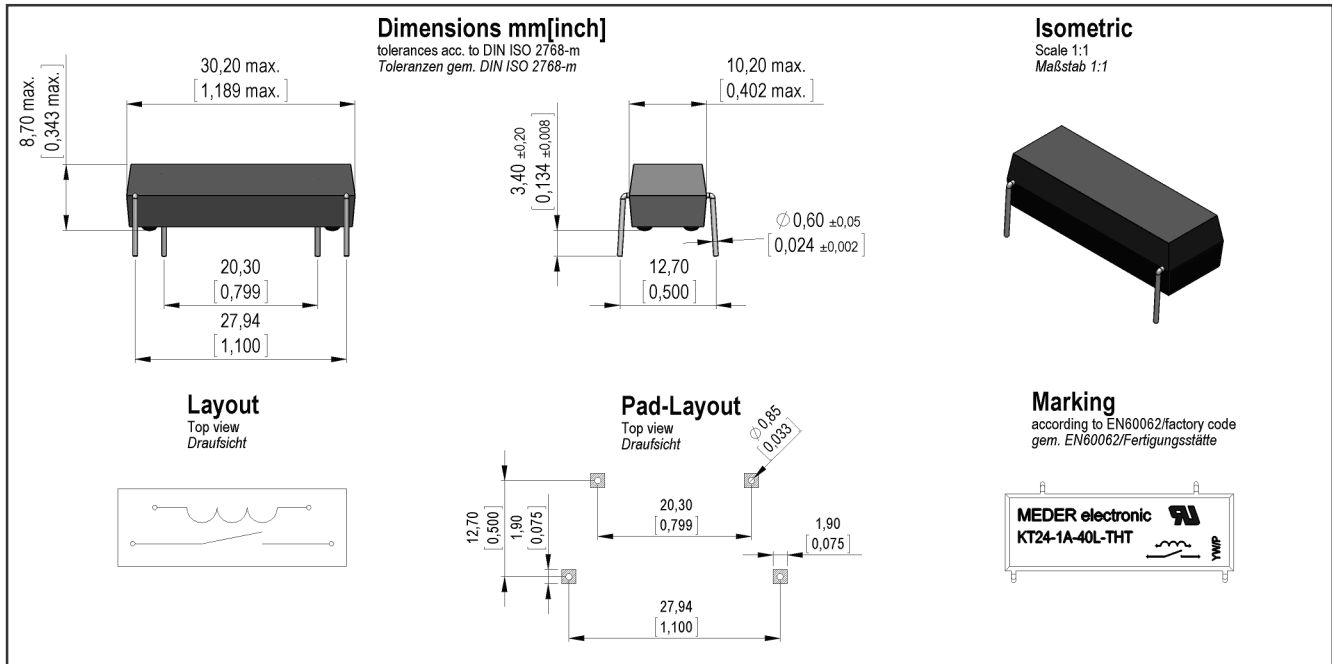 Dimensions mm[inch]
tolerances acc. to DIN ISO 2768-m
Toleranzen gem. DIN ISO 2768-m
30,20 max.
[1,189 max.]
8,70 max.
[0,343 max.]
10,20 max.
[0,402 max.]
3,40 ±0,20
[0,134 ±0,008]
∅ 0,60 ±0,05
[0,024 ±0,002]
20,30
[0,799]
27,94
[1,100]
12,70
[0,500]
Isometric
Scale 1:1
Maßstab 1:1
Layout
Top view
Draufsicht
Pad-Layout
Top view
Draufsicht
∅ 0,85
[0,033]
12,70
[0,500]
1,90
[0,075]
20,30
[0,799]
1,90
[0,075]
27,94
[1,100]
Marking
according to EN60062/factory code
gem. EN60062/Fertigungsstätte
MEDER electronic
KT24-1A-40L-THT
YW/P